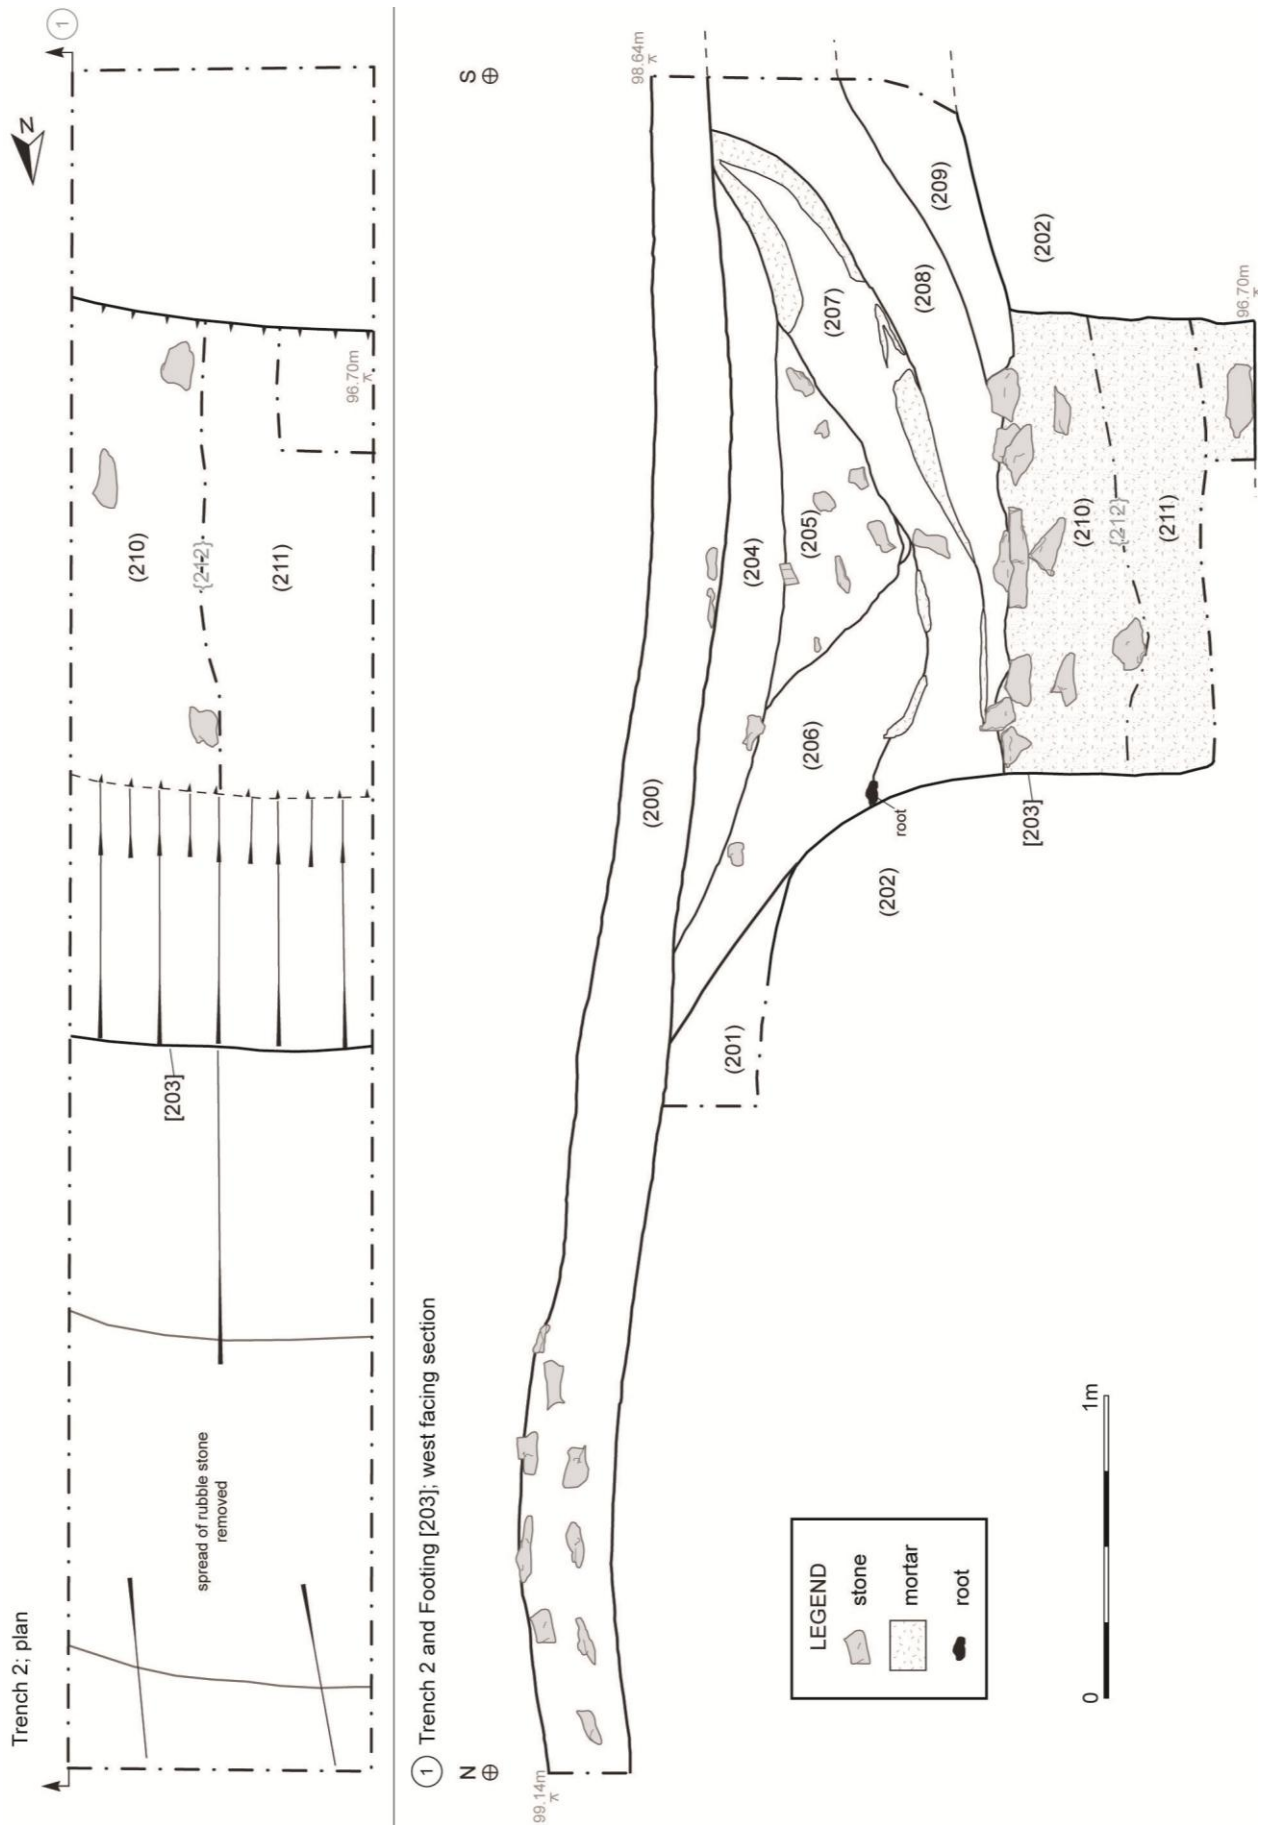 Trench 2; plan
1
N
spread of rubble stone
removed
[203]
(210)
{212}
(211)
96.70m
1 Trench 2 and Footing [203]; west facing section
N
S
99.14m
98.64m
(200)
(201)
(202)
(204)
(205)
(206)
(207)
(208)
(209)
(202)
root
[203]
(210)
{212}
(211)
96.70m
LEGEND
stone
mortar
root
0
1m